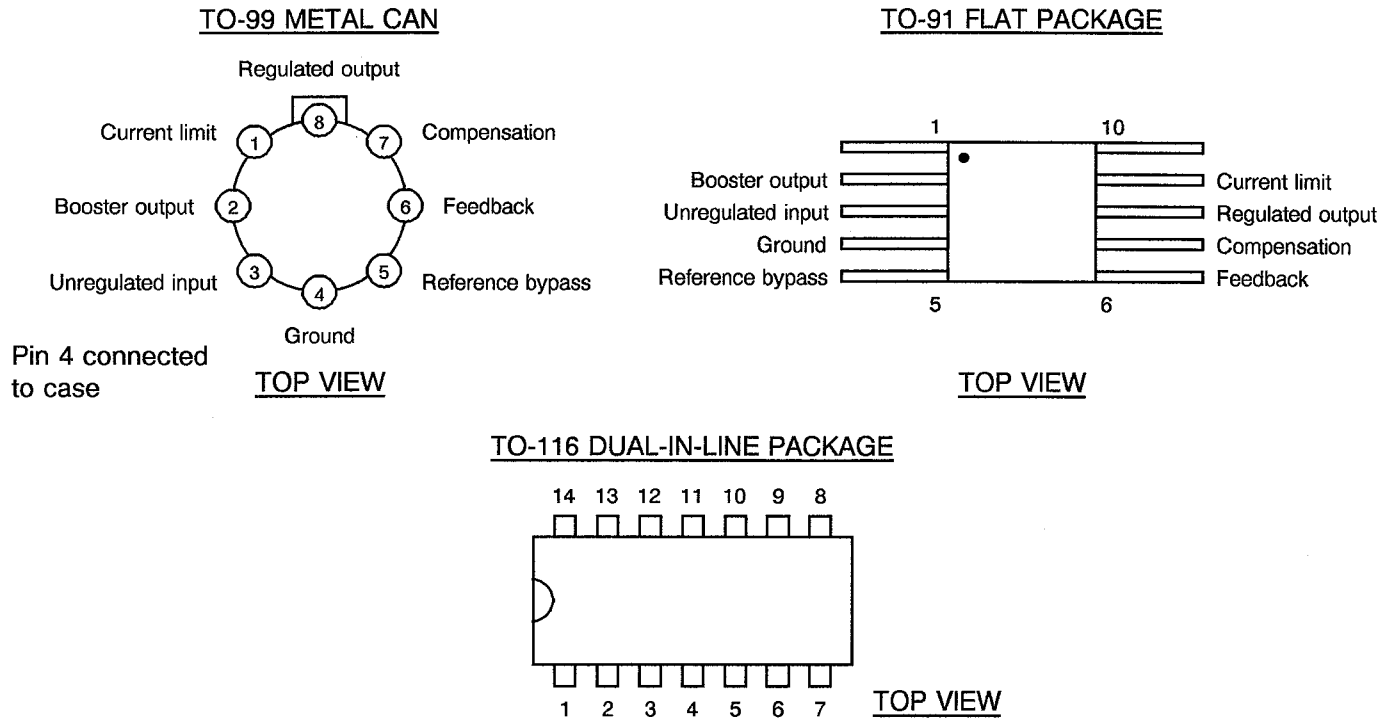 TO-99 METAL CAN
Regulated output
Current limit
8
1
7
Compensation
Booster output
2
6
Feedback
Unregulated input
3
5
Reference bypass
4
Ground
Pin 4 connected
to case
TOP VIEW
TO-91 FLAT PACKAGE
1
10
Booster output
Current limit
Unregulated input
Regulated output
Ground
Compensation
Reference bypass
Feedback
5
6
TOP VIEW
TO-116 DUAL-IN-LINE PACKAGE
14 13 12 11 10 9 8
1 2 3 4 5 6 7
TOP VIEW